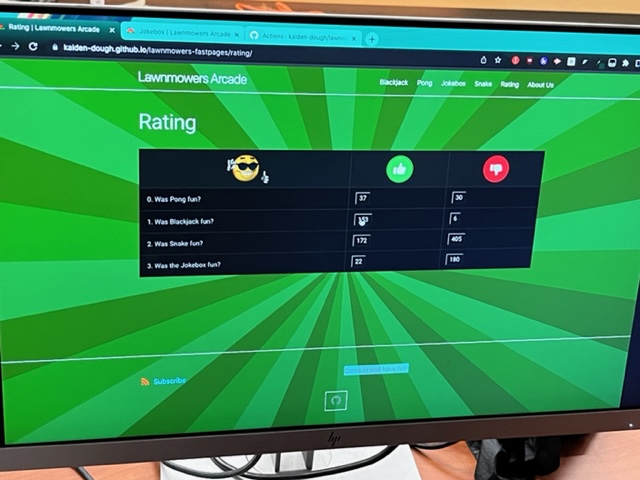 Rating | Lawnmowers Arcade
Jokebox | Lawnmowers Arcade
Actions · kaiden-dough/lawnm
kaiden-dough.github.io/lawnmowers-fastpages/rating/
Lawnmowers Arcade
Blackjack Pong Jokebox Snake Rating About Us
Rating
0. Was Pong fun? 37 30
1. Was Blackjack fun? 6
2. Was Snake fun? 172 405
3. Was the Jokebox fun? 22 180
Subscribe
hp